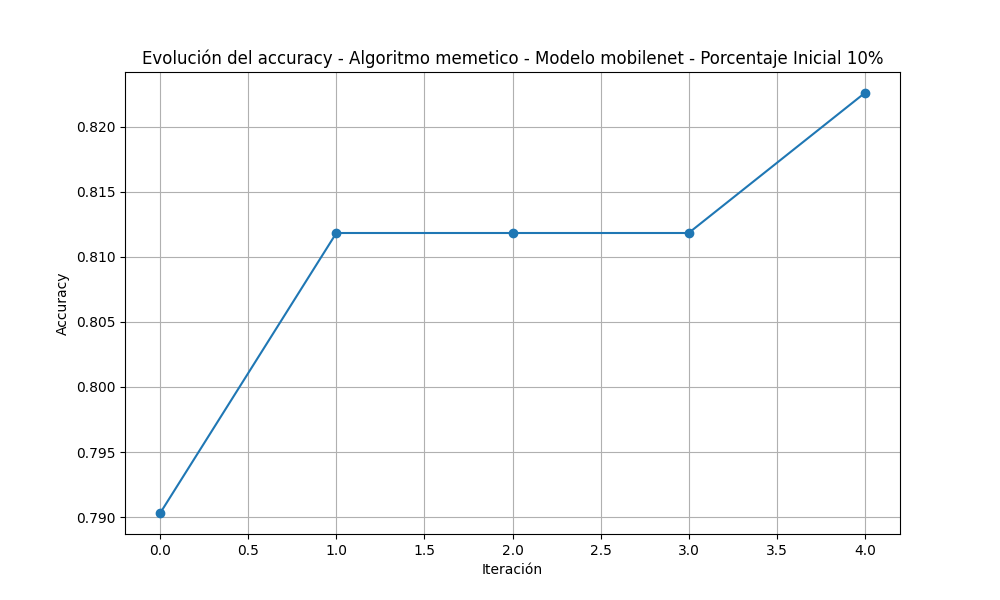 Evolución del accuracy - Algoritmo memetico - Modelo mobilenet - Porcentaje Inicial 10%
Accuracy
0.820
0.815
0.810
0.805
0.800
0.795
0.790
0.0 0.5 1.0 1.5 2.0 2.5 3.0 3.5 4.0
Iteración